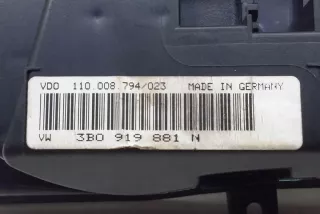 VDO 110.008.794/023 MADE IN GERMANY
VW 3B0 919 881 N